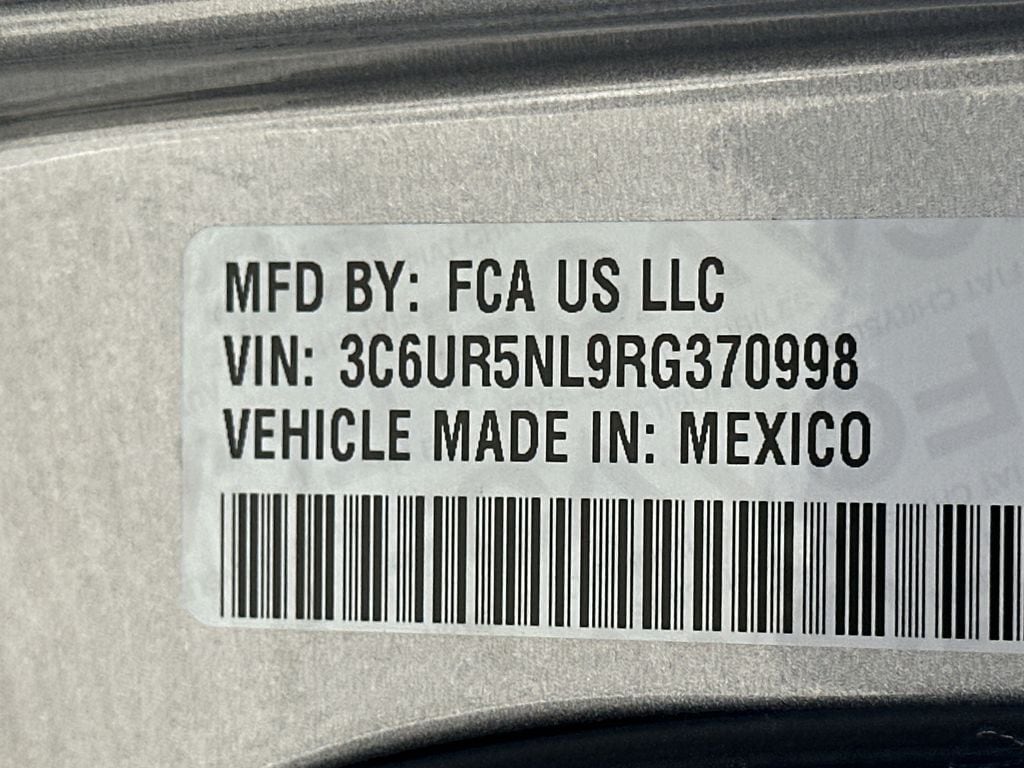 MFD BY: FCA US LLC
VIN: 3C6UR5NL9RG370998
VEHICLE MADE IN: MEXICO